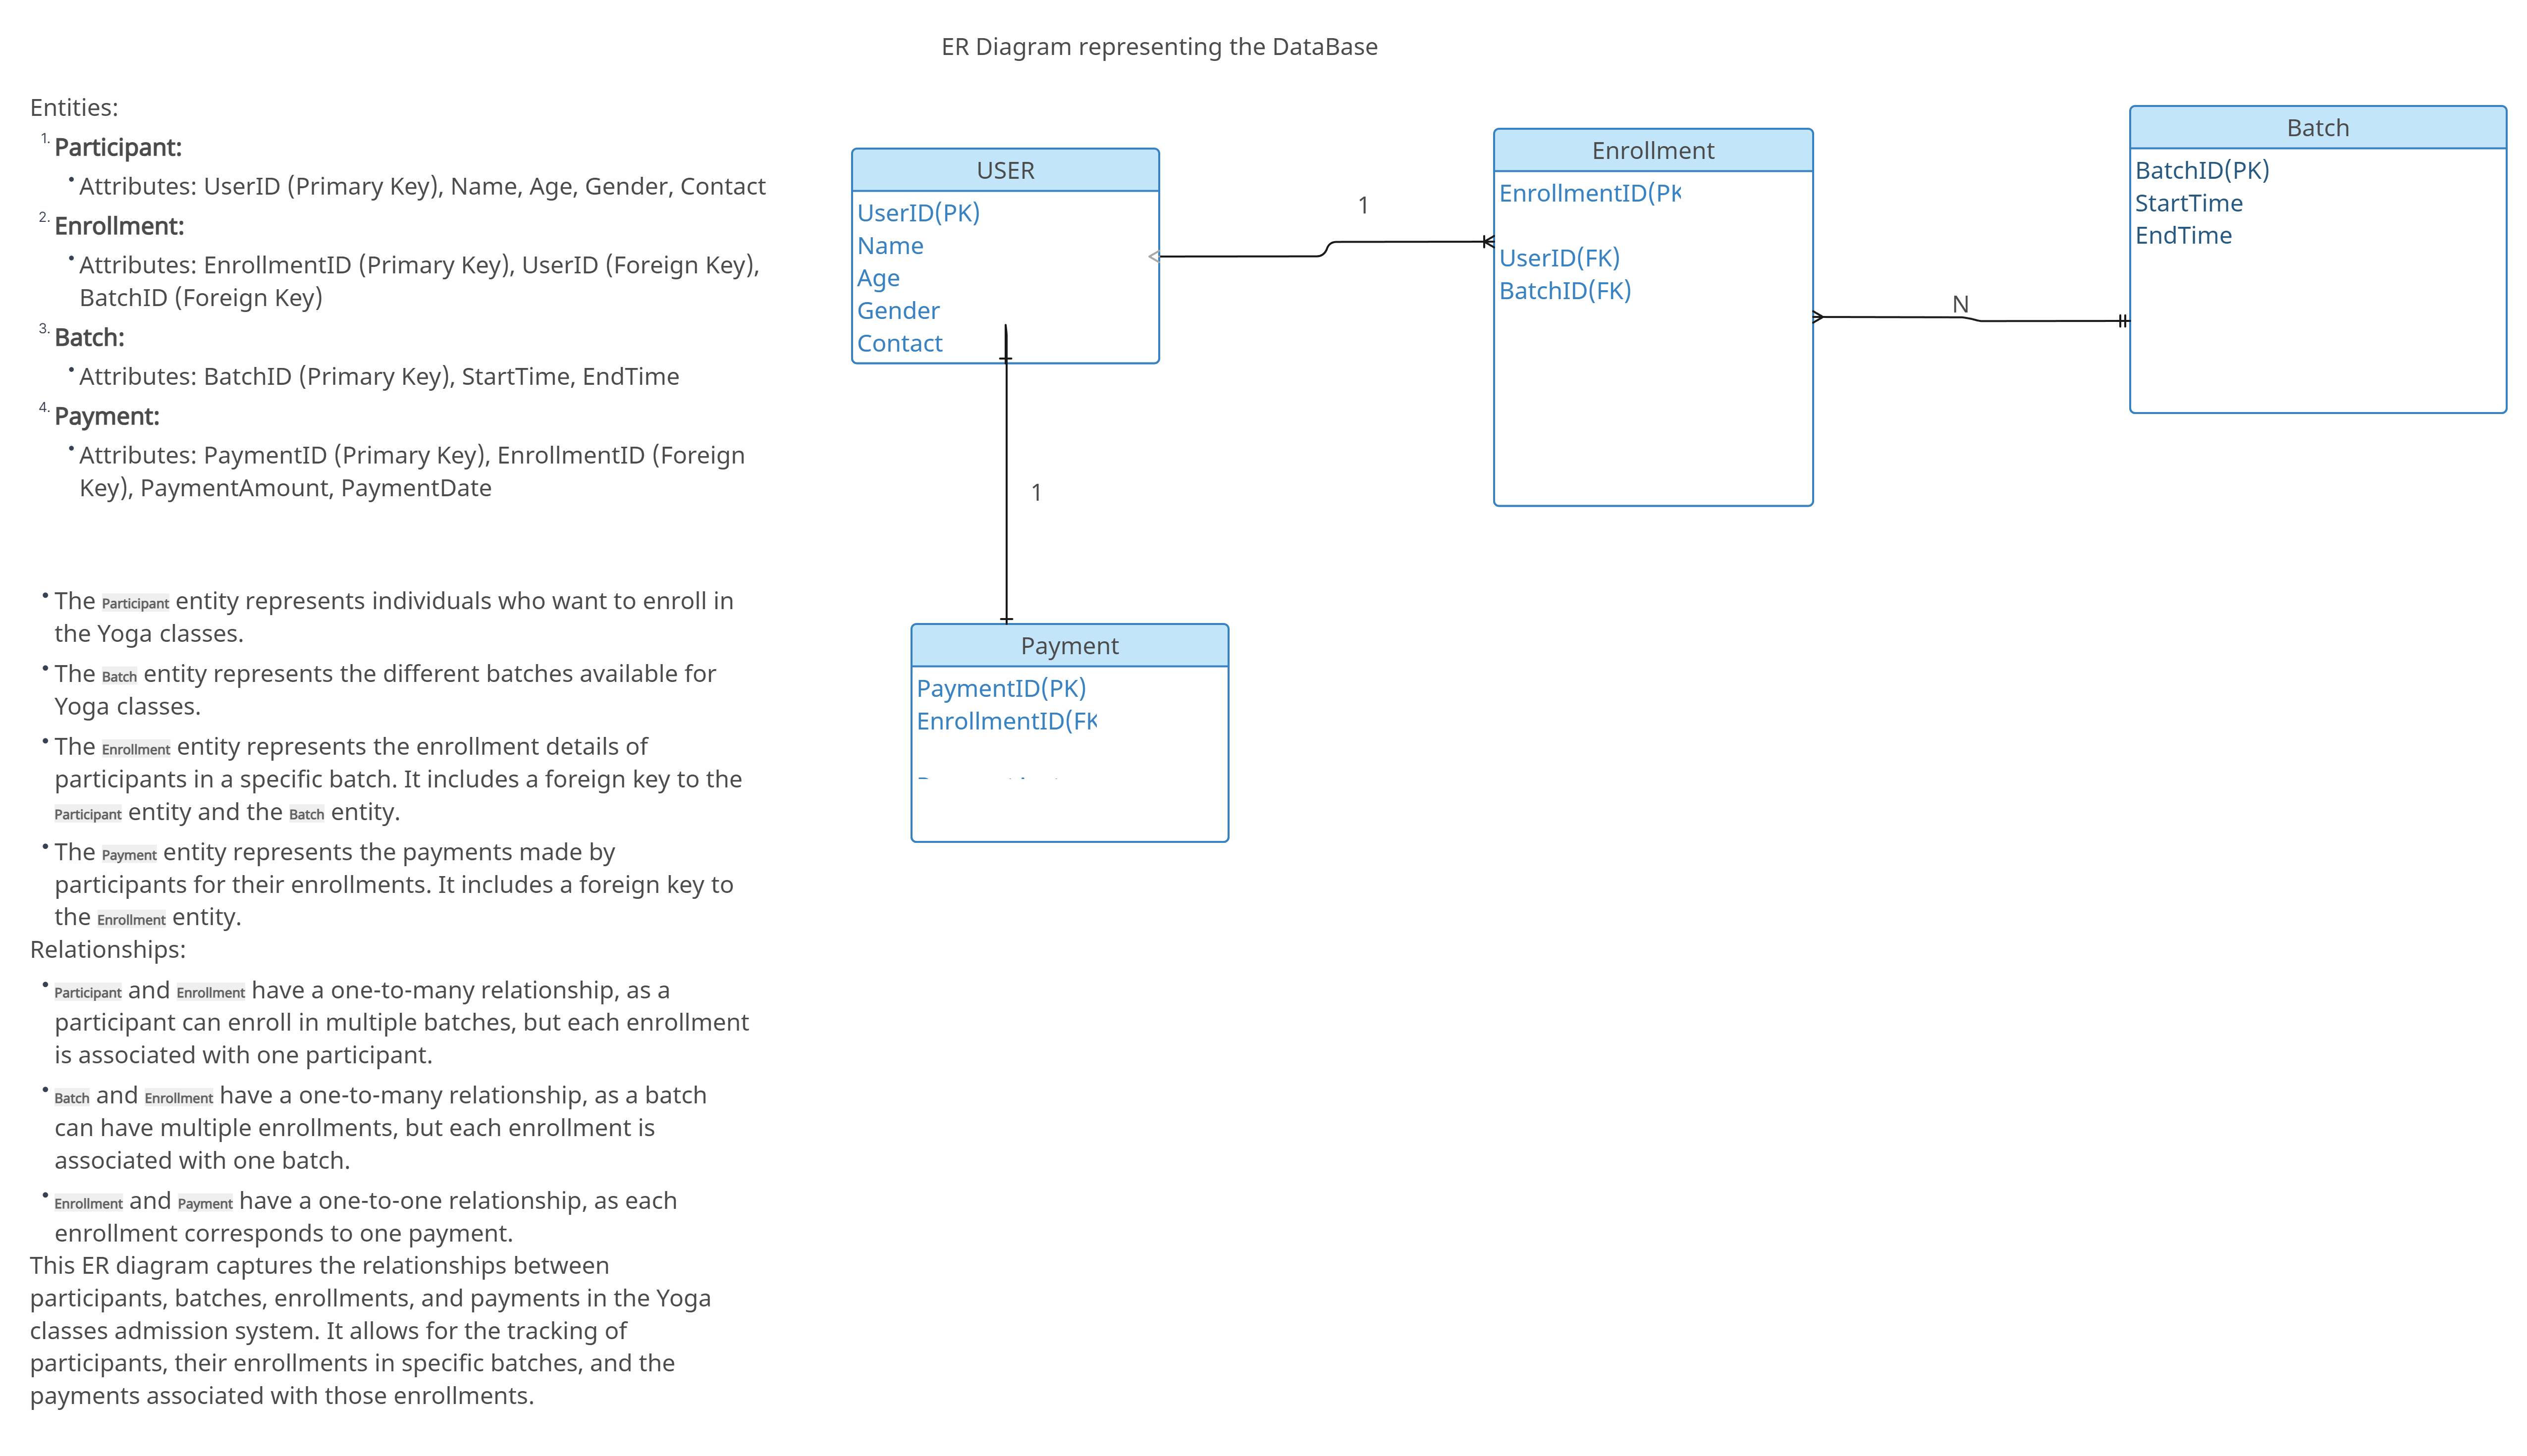 ER Diagram representing the DataBase
Entities:
1. Participant:
• Attributes: UserID (Primary Key), Name, Age, Gender, Contact
2. Enrollment:
• Attributes: EnrollmentID (Primary Key), UserID (Foreign Key),
BatchID (Foreign Key)
3. Batch:
• Attributes: BatchID (Primary Key), StartTime, EndTime
4. Payment:
• Attributes: PaymentID (Primary Key), EnrollmentID (Foreign
Key), PaymentAmount, PaymentDate
• The Participant entity represents individuals who want to enroll in
the Yoga classes.
• The Batch entity represents the different batches available for
Yoga classes.
• The Enrollment entity represents the enrollment details of
participants in a specific batch. It includes a foreign key to the
Participant entity and the Batch entity.
• The Payment entity represents the payments made by
participants for their enrollments. It includes a foreign key to
the Enrollment entity.
Relationships:
• Participant and Enrollment have a one-to-many relationship, as a
participant can enroll in multiple batches, but each enrollment
is associated with one participant.
• Batch and Enrollment have a one-to-many relationship, as a batch
can have multiple enrollments, but each enrollment is
associated with one batch.
• Enrollment and Payment have a one-to-one relationship, as each
enrollment corresponds to one payment.
This ER diagram captures the relationships between
participants, batches, enrollments, and payments in the Yoga
classes admission system. It allows for the tracking of
participants, their enrollments in specific batches, and the
payments associated with those enrollments.
USER
UserID(PK)
Name
Age
Gender
Contact
1
Enrollment
EnrollmentID(PK
UserID(FK)
BatchID(FK)
N
Batch
BatchID(PK)
StartTime
EndTime
1
Payment
PaymentID(PK)
EnrollmentID(FK